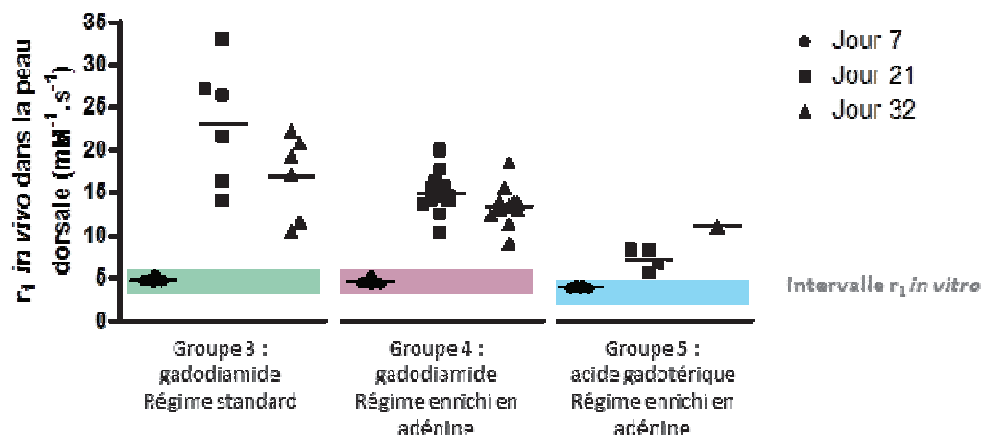 r1 in vivo dans la peau
dorsale (mM-1.s-1)
35
30
25
20
15
10
5
0
Jour 7
Jour 21
Jour 32
Intervalle r1 in vitro
Groupe 3 :
gadodiamide
Régime standard
Groupe 4 :
gadodiamide
Régime enrichi en
adénine
Groupe 5 :
acide gadotérique
Régime enrichi en
adénine